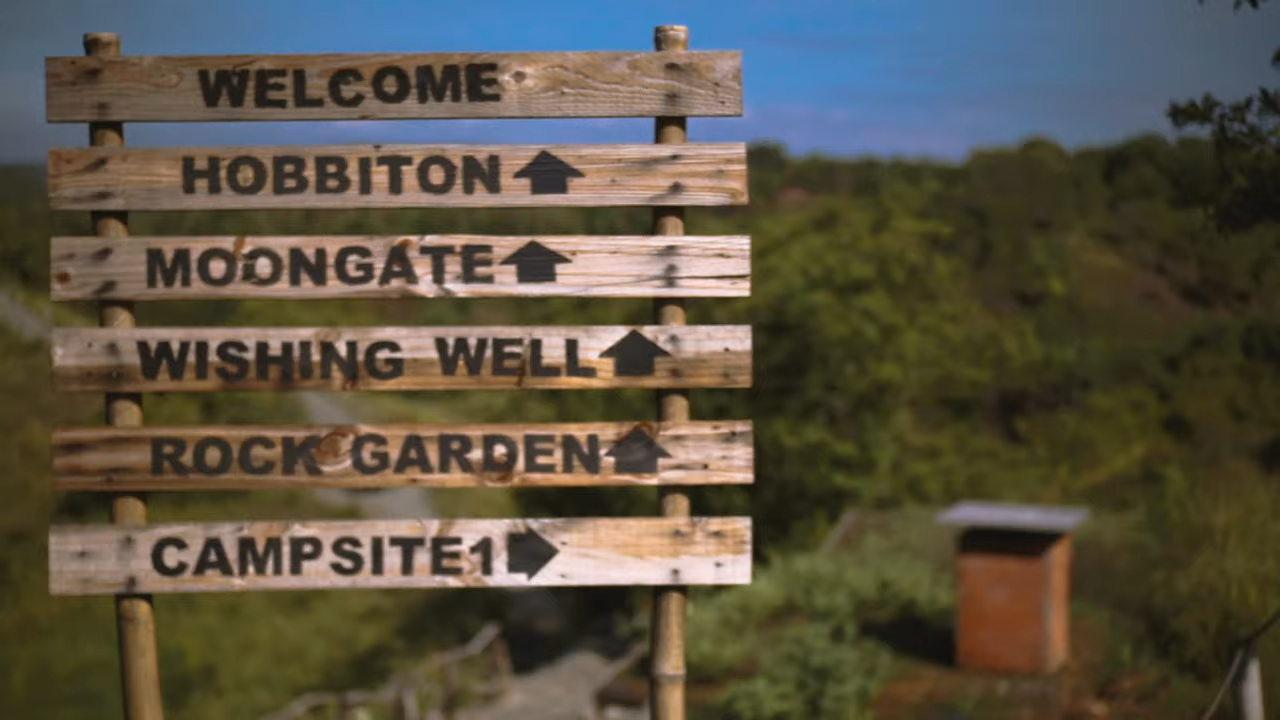 WELCOME
HOBBITON
MOONGATE
WISHING WELL
ROCK GARDEN
CAMPSITE1